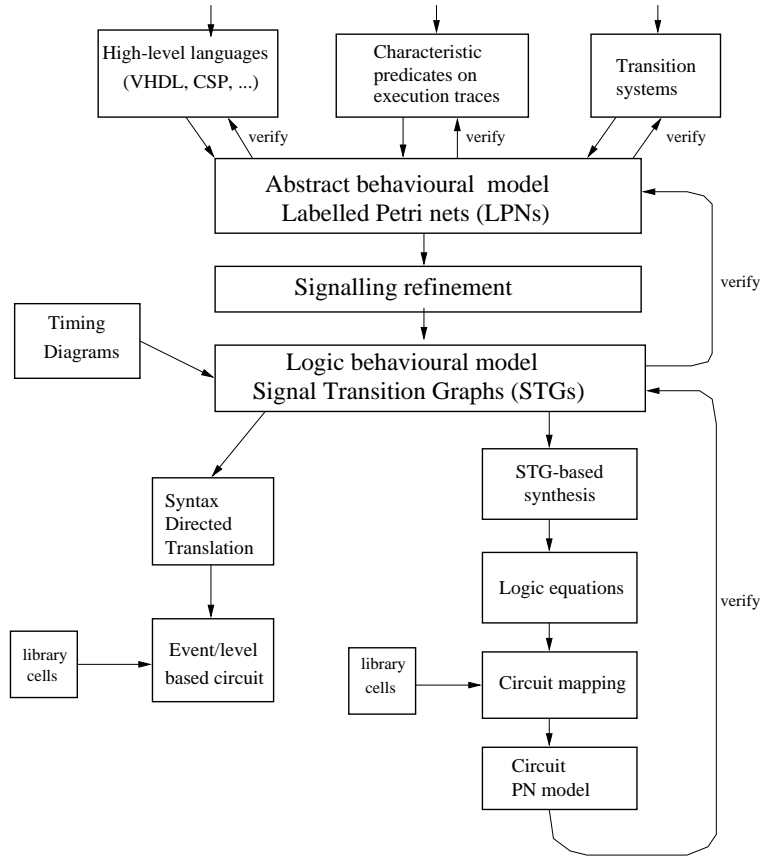 High-level languages
(VHDL, CSP, ...)
Characteristic
predicates on
execution traces
Transition
systems
verify
verify
verify
Abstract behavioural model
Labelled Petri nets (LPNs)
Signalling refinement
verify
Timing
Diagrams
Logic behavioural model
Signal Transition Graphs (STGs)
STG-based
synthesis
Syntax
Directed
Translation
Logic equations
verify
library
cells
Event/level
based circuit
library
cells
Circuit mapping
Circuit
PN model